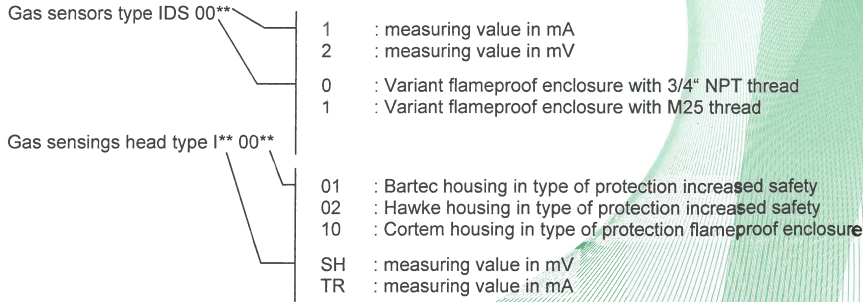 Gas sensors type IDS 00**
1 : measuring value in mA
2 : measuring value in mV
0 : Variant flameproof enclosure with 3/4“ NPT thread
1 : Variant flameproof enclosure with M25 thread
Gas sensings head type I** 00**
01 : Bartec housing in type of protection increased safety
02 : Hawke housing in type of protection increased safety
10 : Cortem housing in type of protection flameproof enclosure
SH : measuring value in mV
TR : measuring value in mA